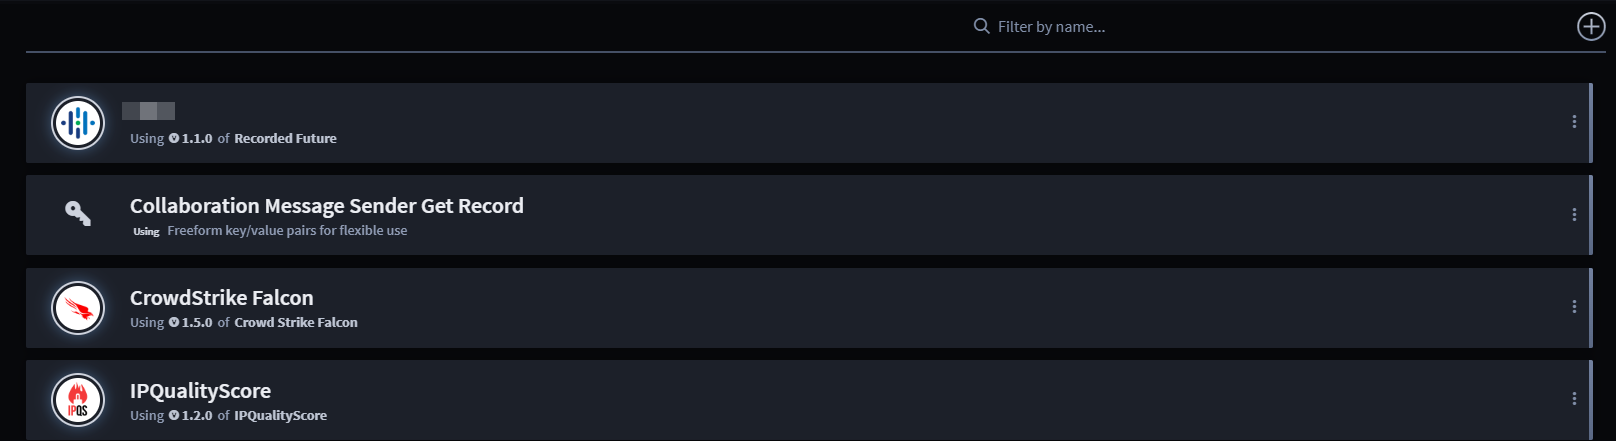 Filter by name...
Using 1.1.0 of Recorded Future
Collaboration Message Sender Get Record
Using Freeform key/value pairs for flexible use
CrowdStrike Falcon
Using 1.5.0 of Crowd Strike Falcon
IPQS
IPQualityScore
Using 1.2.0 of IPQualityScore